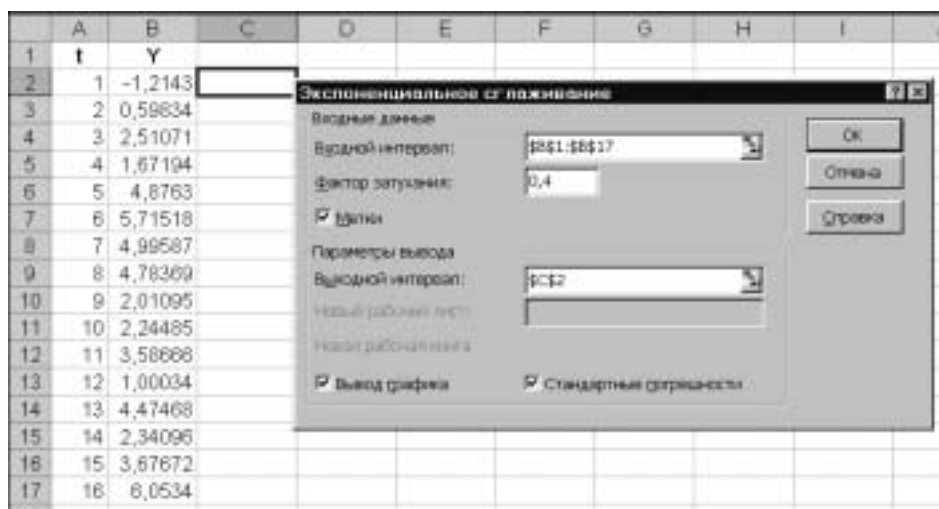 A B C D E F G H I
1 t Y
2 1 -1,2143
3 2 0,59834
4 3 2,51071
5 4 1,67194
6 5 4,8763
7 6 5,71518
8 7 4,99587
9 8 4,78369
10 9 2,01095
11 10 2,24485
12 11 3,58666
13 12 1,00034
14 13 4,47468
15 14 2,34096
16 15 3,67672
17 16 6,0534
Экспоненциальное сглаживание
Входные данные
Входной интервал: $B$1:$B$17
Фактор затухания: 0,4
Метки
Параметры вывода
Выходной интервал: $C$2
Новый рабочий лист:
Новая рабочая книга
Вывод графика Стандартные погрешности
ОК
Отмена
Справка